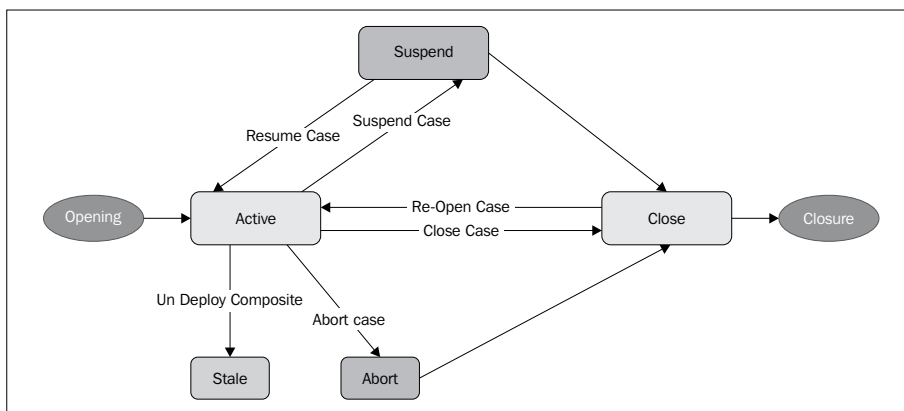 Suspend
Resume Case
Suspend Case
Opening
Active
Re-Open Case
Close Case
Close
Closure
Un Deploy Composite
Abort case
Stale
Abort